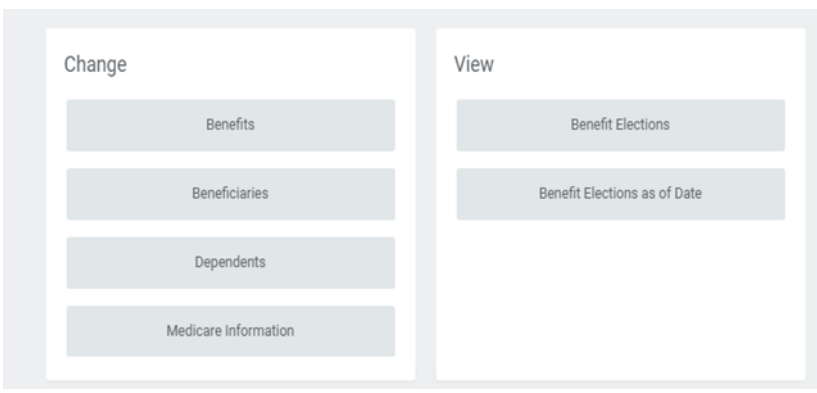 Change
Benefits
Beneficiaries
Dependents
Medicare Information
View
Benefit Elections
Benefit Elections as of Date